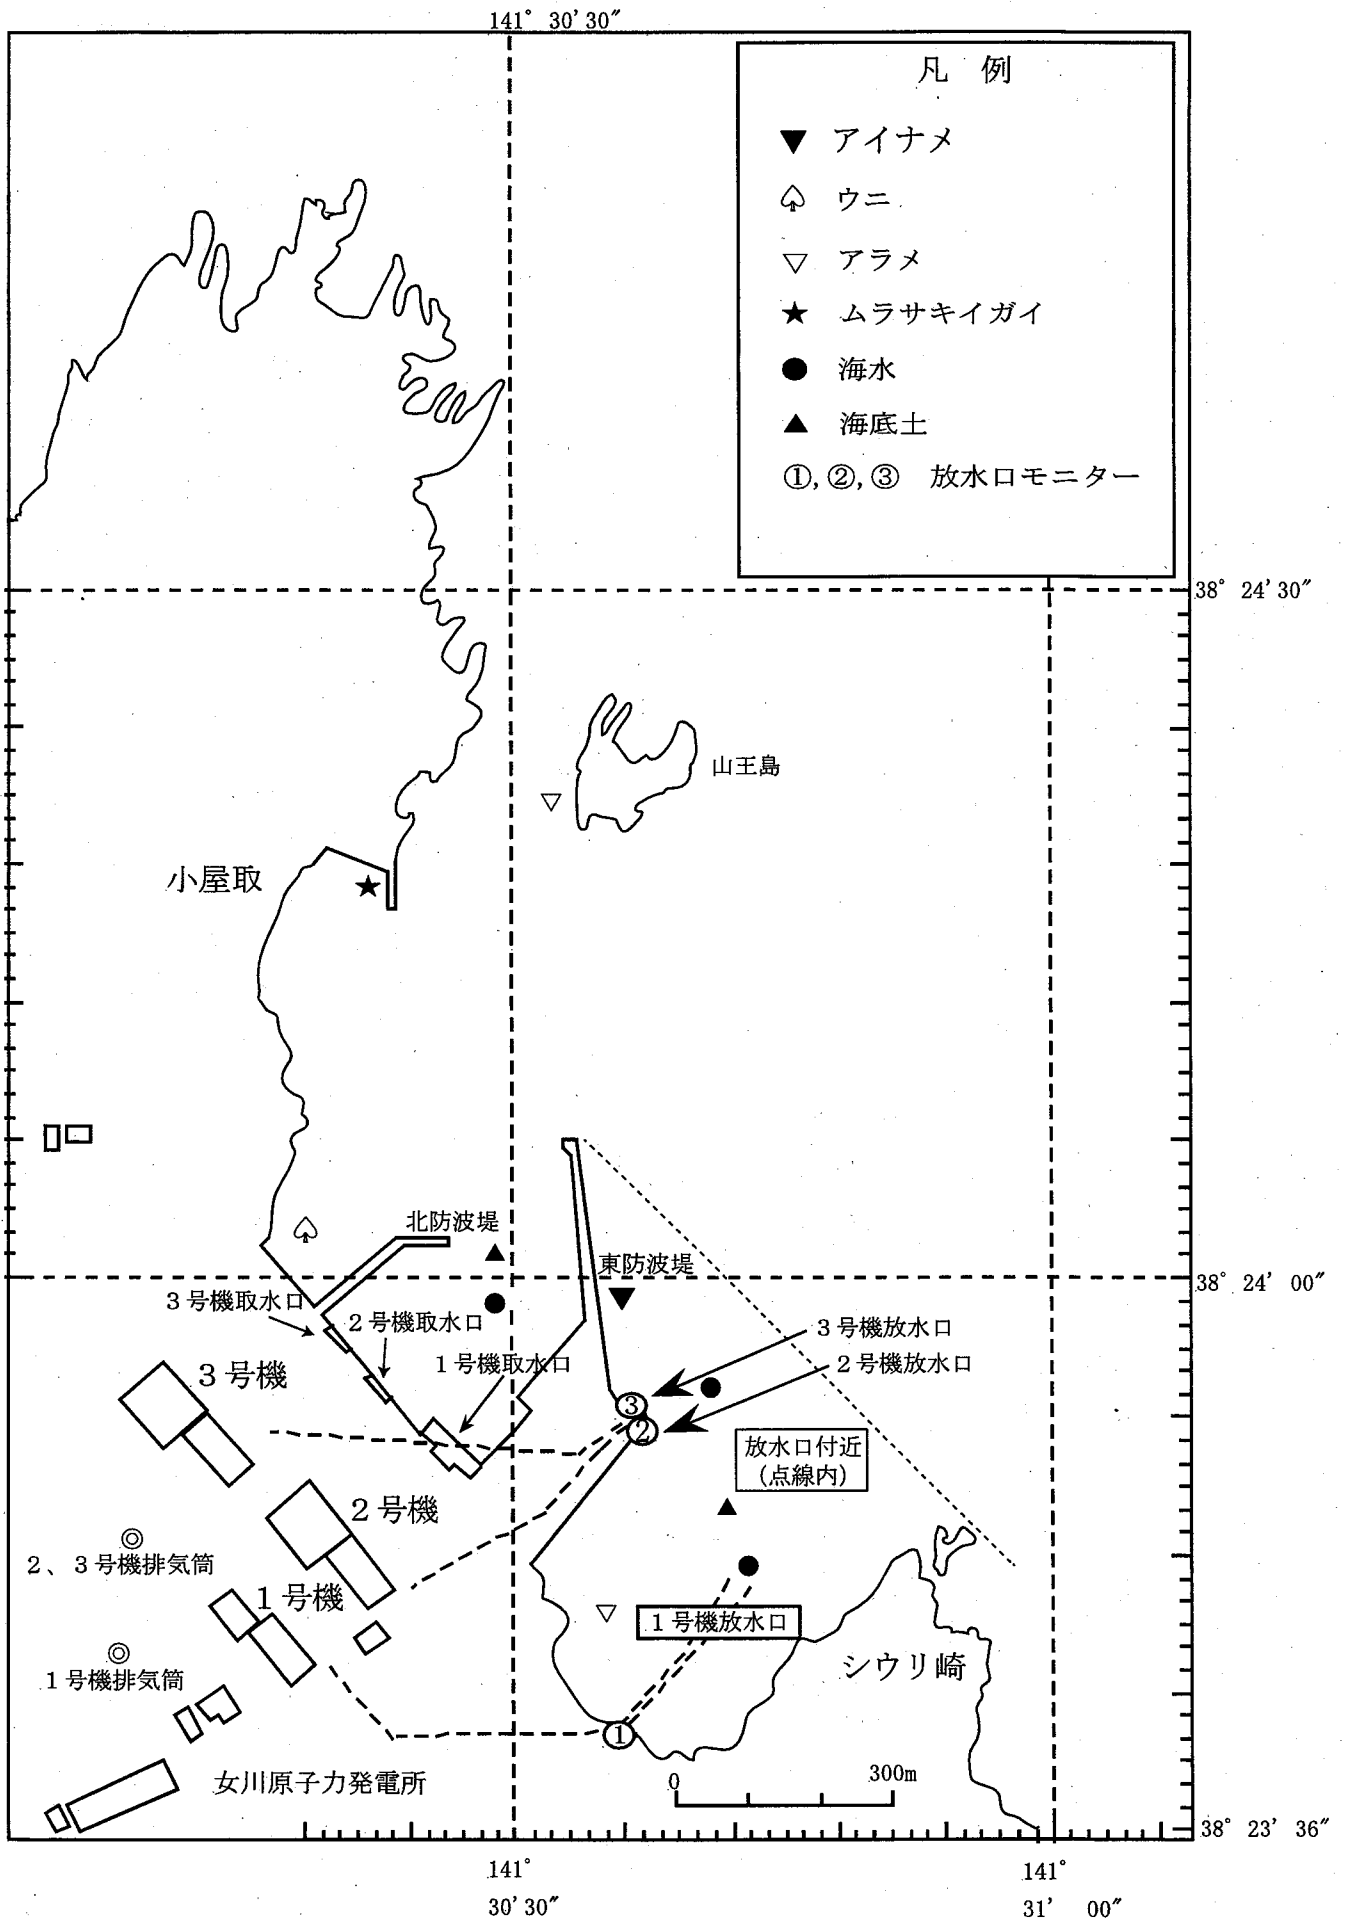 141° 30′30″
凡 例
▼ アイナメ
♤ ウニ
▽ アラメ
★ ムラサキイガイ
● 海水
▲ 海底土
①,②,③ 放水口モニター
38° 24′30″
山王島
小屋取
北防波堤
東防波堤
38° 24′00″
3号機取水口
2号機取水口
1号機取水口
3号機放水口
2号機放水口
3号機
③
②
放水口付近
(点線内)
2号機
2、3号機排気筒
1号機
1号機放水口
シウリ崎
1号機排気筒
①
女川原子力発電所
0 300m
38° 23′36″
141°
30′30″
141°
31′ 00″